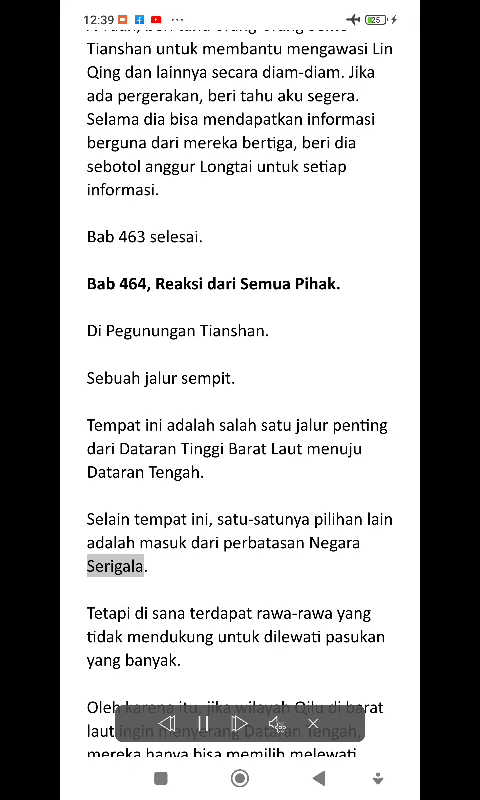 12:39
25
Tianshan untuk membantu mengawasi Lin
Qing dan lainnya secara diam-diam. Jika
ada pergerakan, beri tahu aku segera.
Selama dia bisa mendapatkan informasi
berguna dari mereka bertiga, beri dia
sebotol anggur Longtai untuk setiap
informasi.
Bab 463 selesai.
Bab 464, Reaksi dari Semua Pihak.
Di Pegunungan Tianshan.
Sebuah jalur sempit.
Tempat ini adalah salah satu jalur penting
dari Dataran Tinggi Barat Laut menuju
Dataran Tengah.
Selain tempat ini, satu-satunya pilihan lain
adalah masuk dari perbatasan Negara
Serigala.
Tetapi di sana terdapat rawa-rawa yang
tidak mendukung untuk dilewati pasukan
yang banyak.
Oleh karena itu, jika wilayah Qilu di barat
laut ingin menyerang Dataran Tengah,
mereka hanya bisa memilih melewati